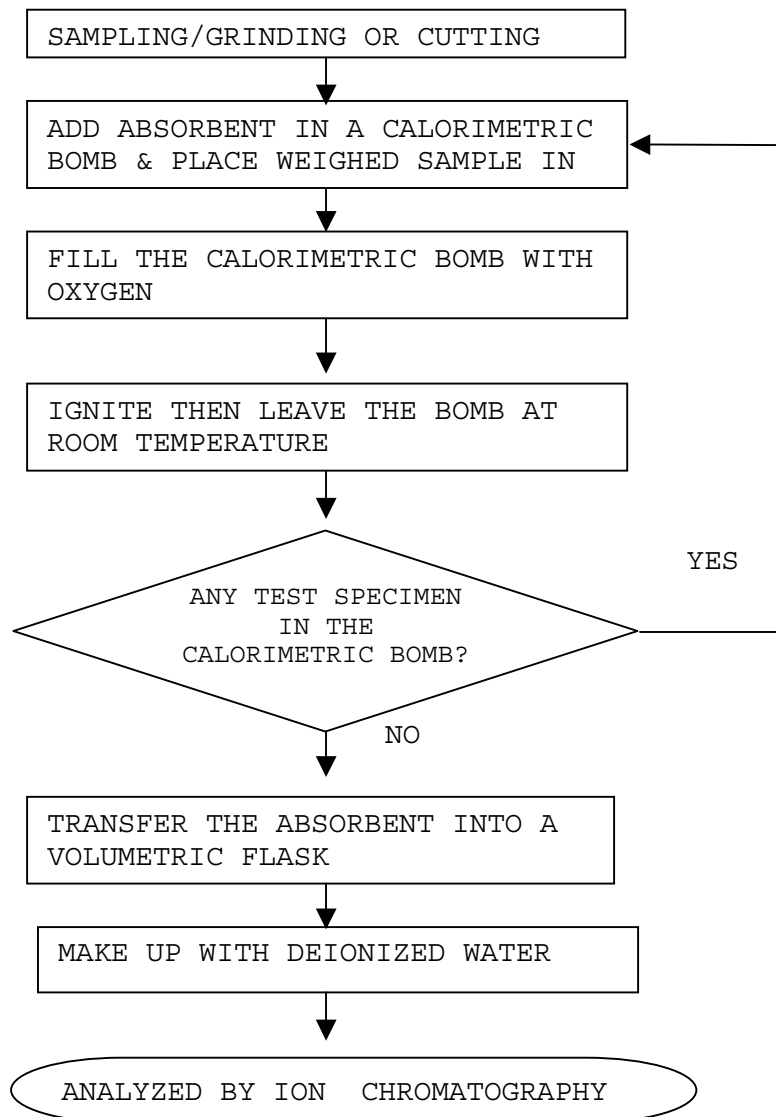 SAMPLING/GRINDING OR CUTTING
ADD ABSORBENT IN A CALORIMETRIC
BOMB & PLACE WEIGHED SAMPLE IN
FILL THE CALORIMETRIC BOMB WITH
OXYGEN
IGNITE THEN LEAVE THE BOMB AT
ROOM TEMPERATURE
YES
ANY TEST SPECIMEN
IN THE
CALORIMETRIC BOMB?
NO
TRANSFER THE ABSORBENT INTO A
VOLUMETRIC FLASK
MAKE UP WITH DEIONIZED WATER
ANALYZED BY ION CHROMATOGRAPHY